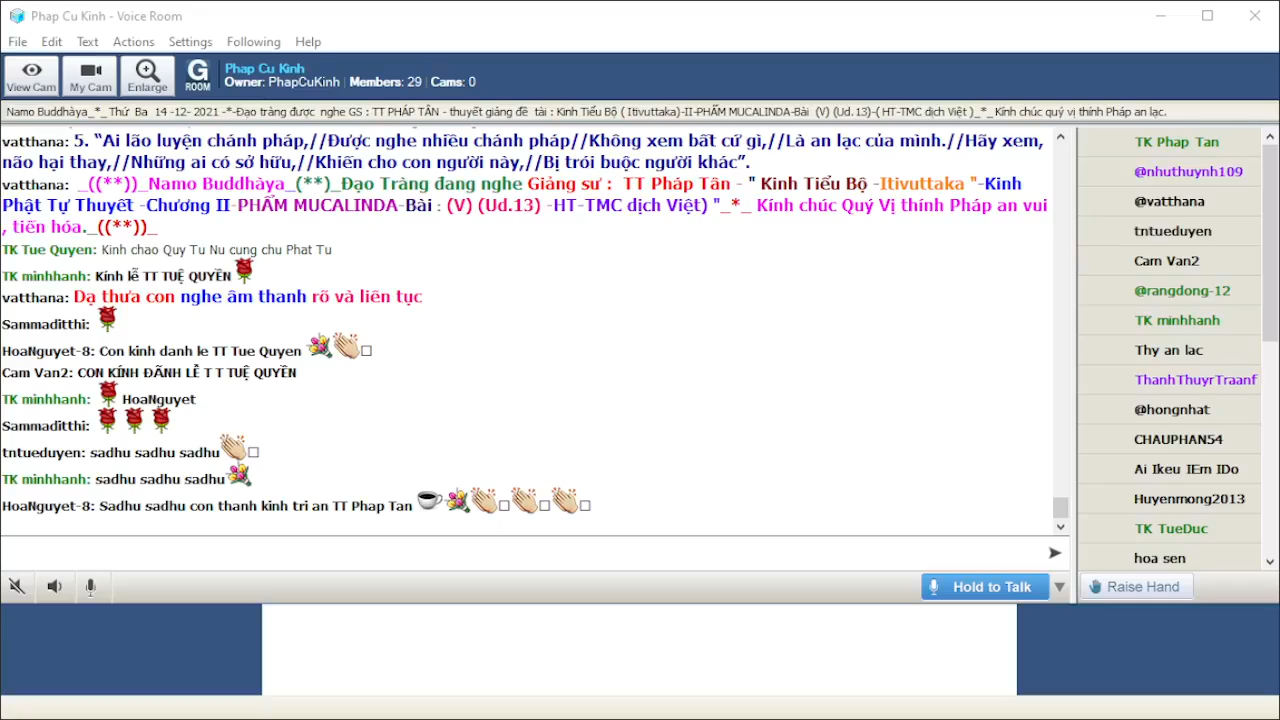 Phap Cu Kinh - Voice Room
File Edit Text Actions Settings Following Help
View Cam My Cam Enlarge G ROOM
Phap Cu Kinh
Owner: PhapCuKinh Members: 29 Cams: 0
Namo Buddhàya_*_Thứ Ba 14 -12- 2021 -*-Đạo tràng được nghe GS : TT PHÁP TÂN - thuyết giảng đề tài : Kinh Tiểu Bộ ( Itivuttaka)-II-PHẨM MUCALINDA-Bài (V) (Ud.13)-( HT-TMC dịch Việt )_*_ Kính chúc quý vị thính Pháp an lạc.
vatthana: 5. “Ai lão luyện chánh pháp,//Được nghe nhiều chánh pháp//Không xem bất cứ gì,//Là an lạc của mình.//Hãy xem,
não hại thay,//Những ai có sở hữu,//Khiến cho con người này,//Bị trói buộc người khác”.
vatthana: _((**))_Namo Buddhàya_(**)_Đạo Tràng đang nghe Giảng sư : TT Pháp Tân - " Kinh Tiểu Bộ -Itivuttaka "-Kinh
Phật Tự Thuyết -Chương II-PHẨM MUCALINDA-Bài : (V) (Ud.13) -HT-TMC dịch Việt) "_*_ Kính chúc Quý Vị thính Pháp an vui
, tiến hóa._((**))_
TK Tue Quyen: Kinh chao Quy Tu Nu cung chu Phat Tu
TK minhhanh: Kính lễ TT TUỆ QUYỀN
vatthana: Dạ thưa con nghe âm thanh rõ và liên tục
Sammaditthi:
HoaNguyet-8: Con kinh danh le TT Tue Quyen
Cam Van2: CON KÍNH ĐÃNH LỄ T T TUỆ QUYỀN
TK minhhanh: HoaNguyet
Sammaditthi:
tntueduyen: sadhu sadhu sadhu
TK minhhanh: sadhu sadhu sadhu
HoaNguyet-8: Sadhu sadhu con thanh kinh tri an TT Phap Tan
Hold to Talk
TK Phap Tan
@nhuthuynh109
@vatthana
tntueduyen
Cam Van2
@rangdong-12
TK minhhanh
Thy an lac
ThanhThuyrTraanf
@hongnhat
CHAUPHAN54
Ai Ikeu IEm IDo
Huyenmong2013
TK TueDuc
hoa sen
Raise Hand